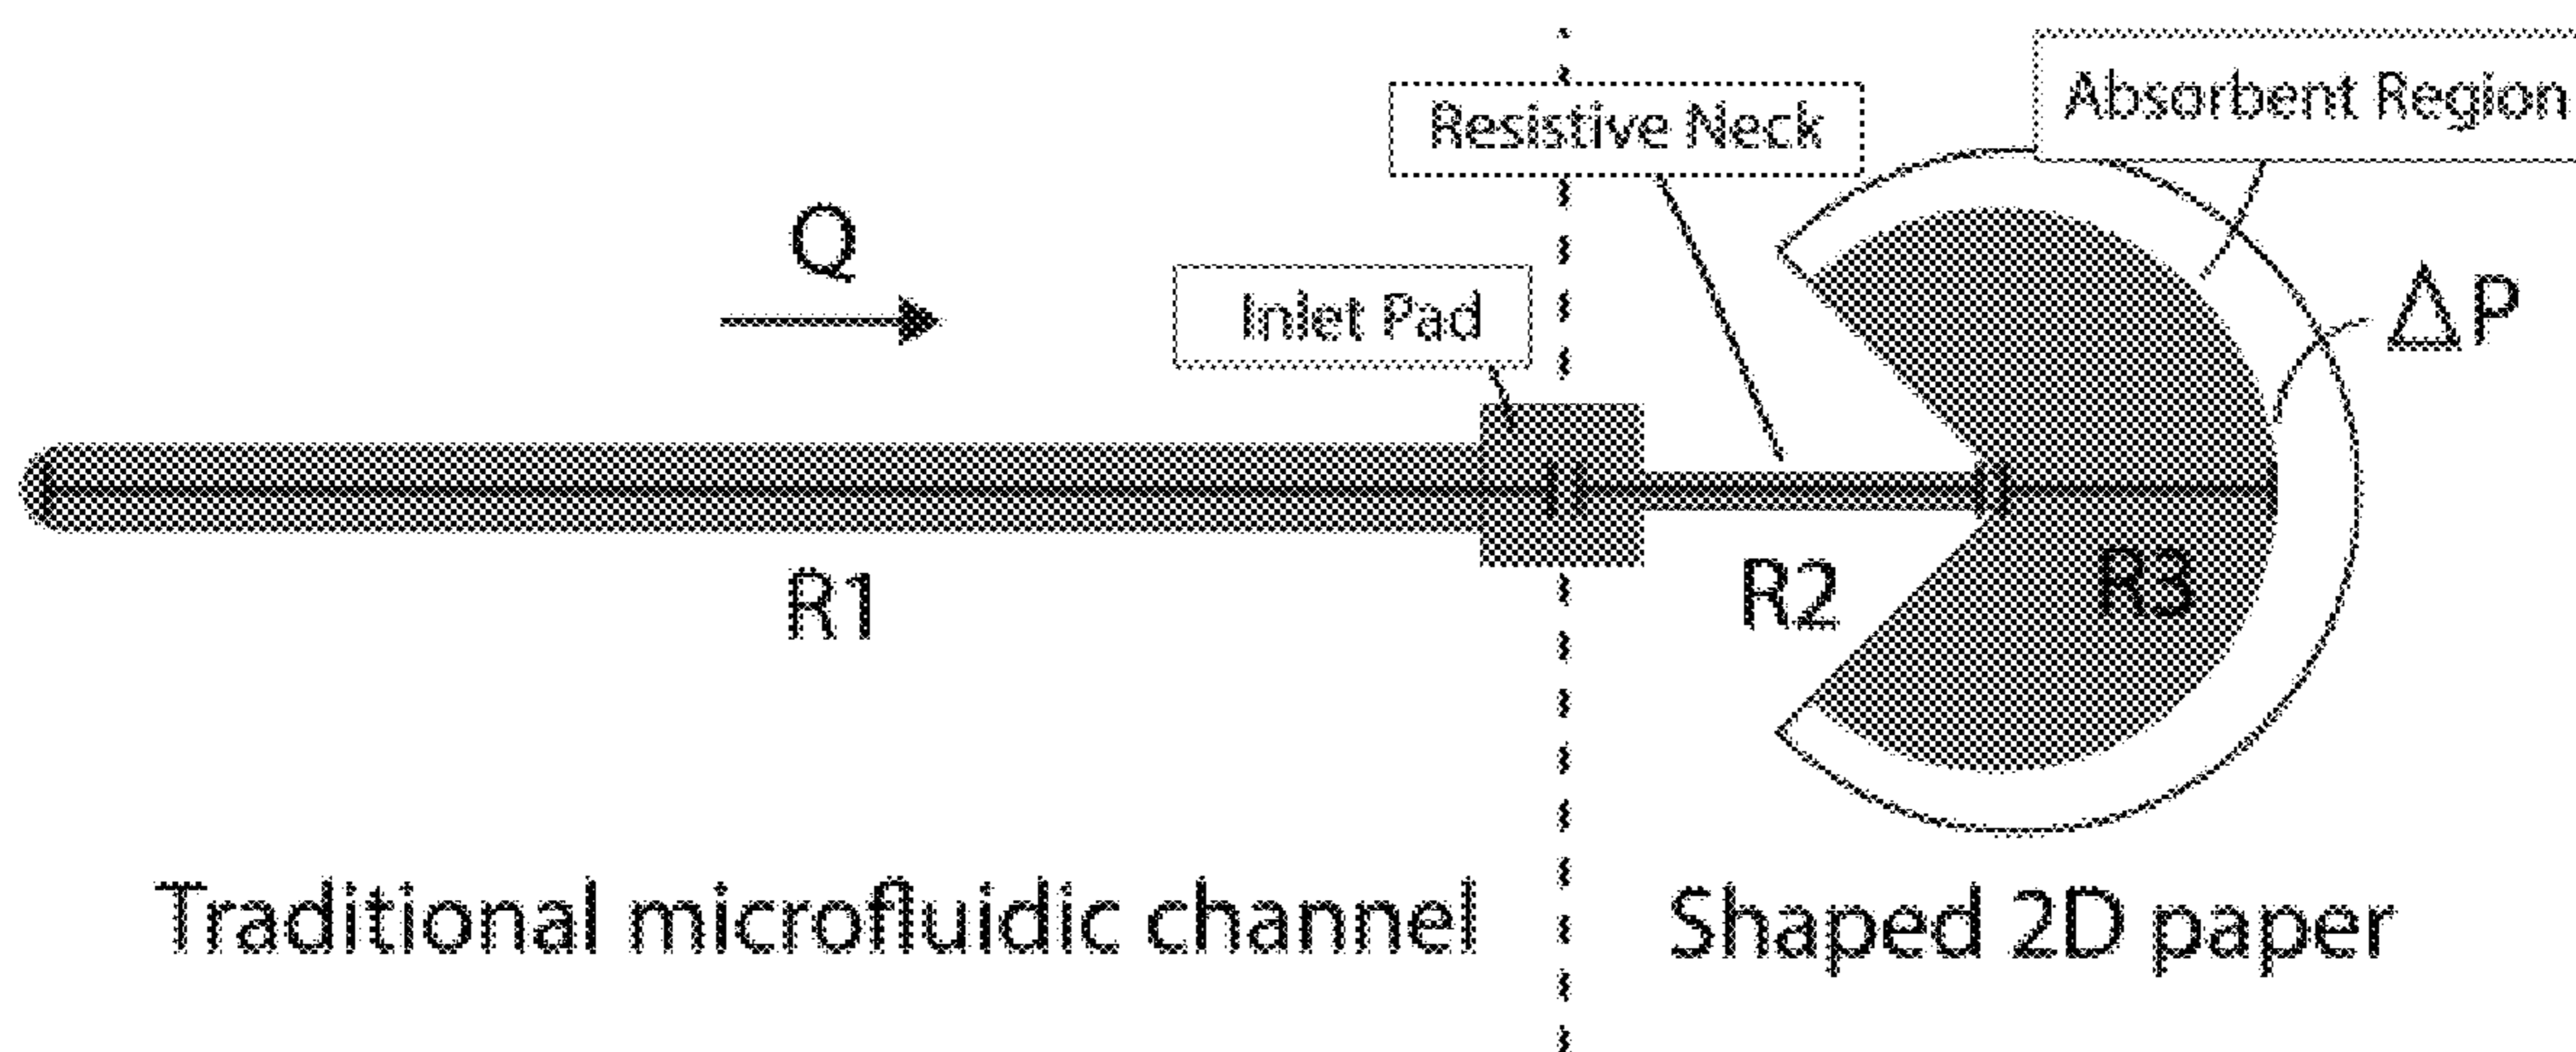 Absorbent Region
Resistive Neck
Q
Inlet Pad
ΔP
R1
R2
R3
Traditional microfluidic channel
Shaped 2D paper